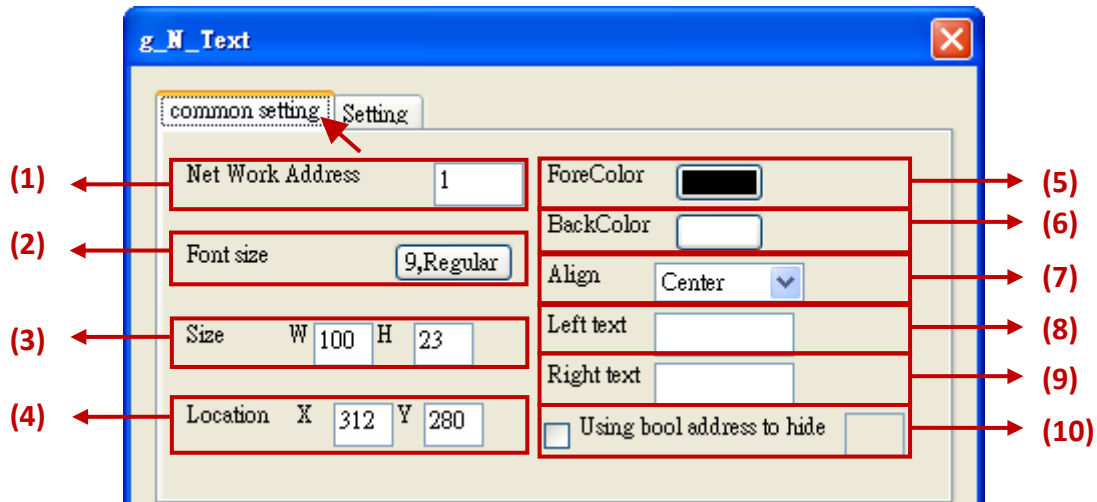 g_N_Text
common setting Setting
(1) Net Work Address 1 ForeColor (5)
BackColor (6)
(2) Font size 9,Regular Align Center (7)
(3) Size W 100 H 23 Left text (8)
Right text (9)
(4) Location X 312 Y 280 Using bool address to hide (10)